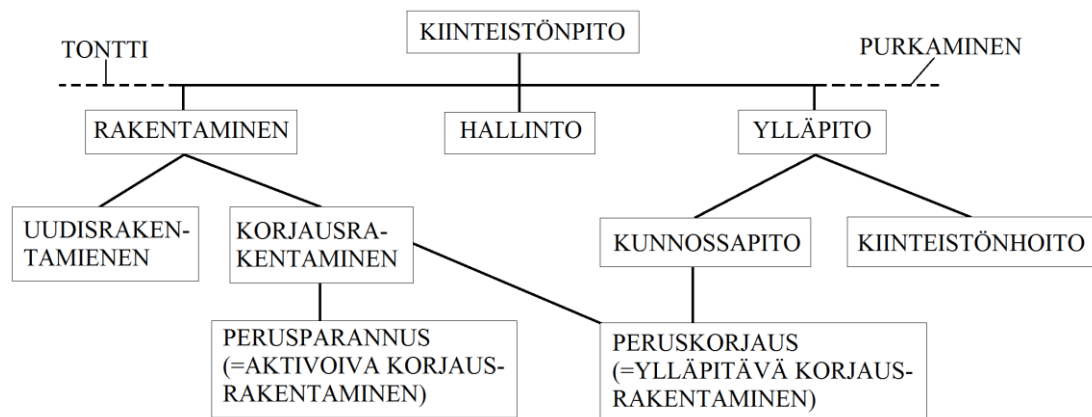 KIINTEISTÖNPITO
TONTTI
PURKAMINEN
RAKENTAMINEN
HALLINTO
YLLÄPITO
UUDISRAKEN-
TAMIENEN
KORJAUSRA-
KENTAMINEN
KUNNOSSAPITO
KIINTEISTÖNHOITO
PERUSPARANNUS
(=AKTIVOIVA KORJAUS-
RAKENTAMINEN)
PERUSKORJAUS
(=YLLÄPITÄVÄ KORJAUS-
RAKENTAMINEN)